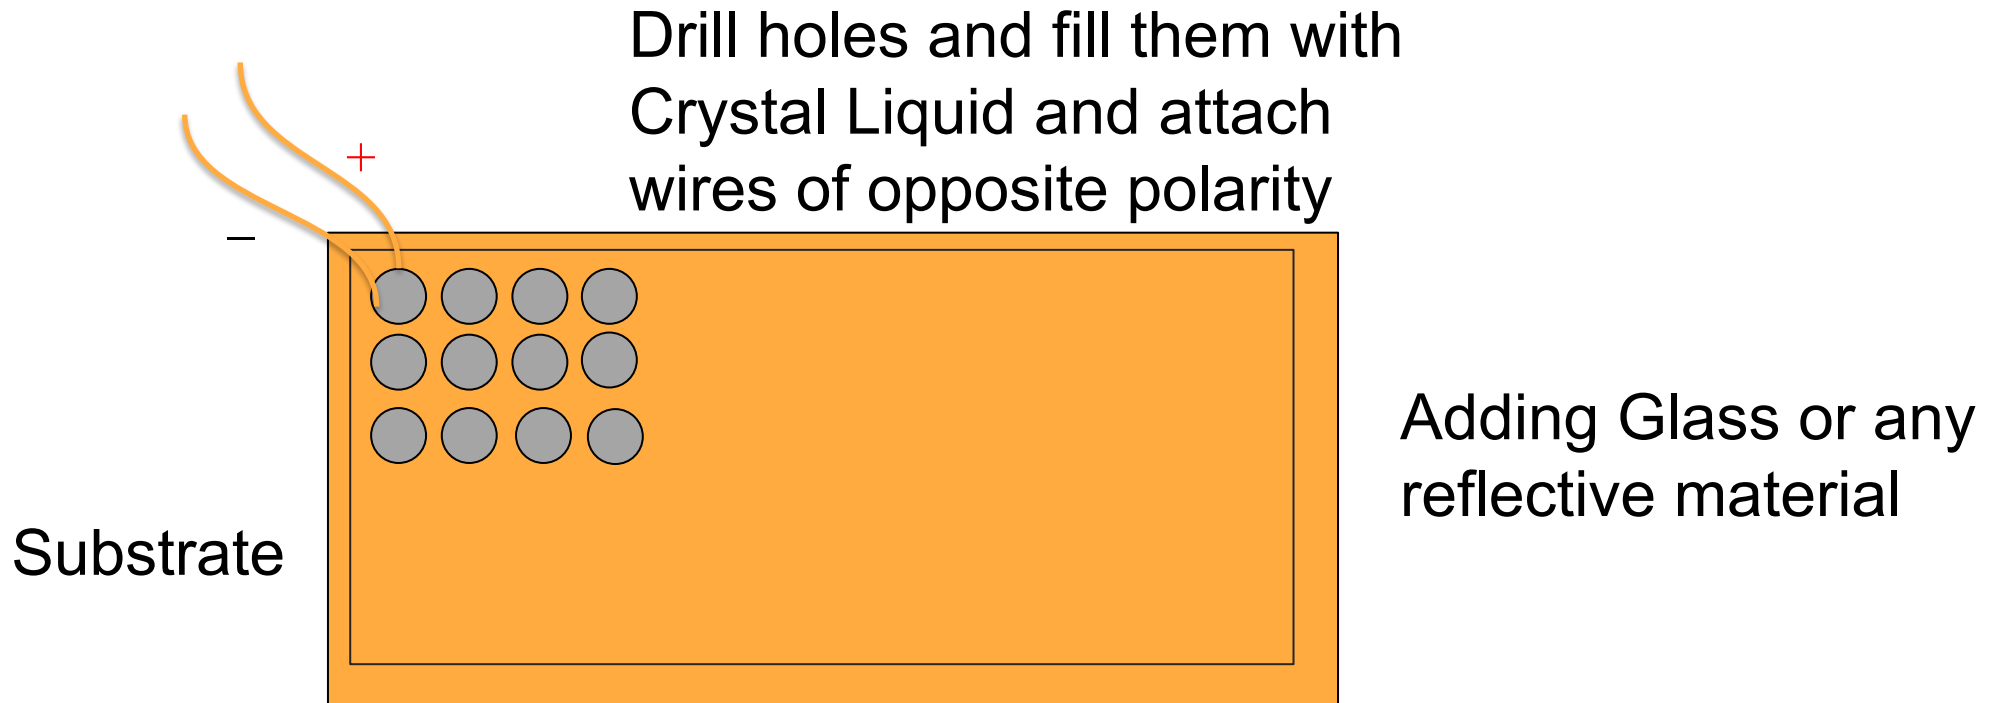 Drill holes and fill them with
Crystal Liquid and attach
wires of opposite polarity
+
–
Adding Glass or any
reflective material
Substrate